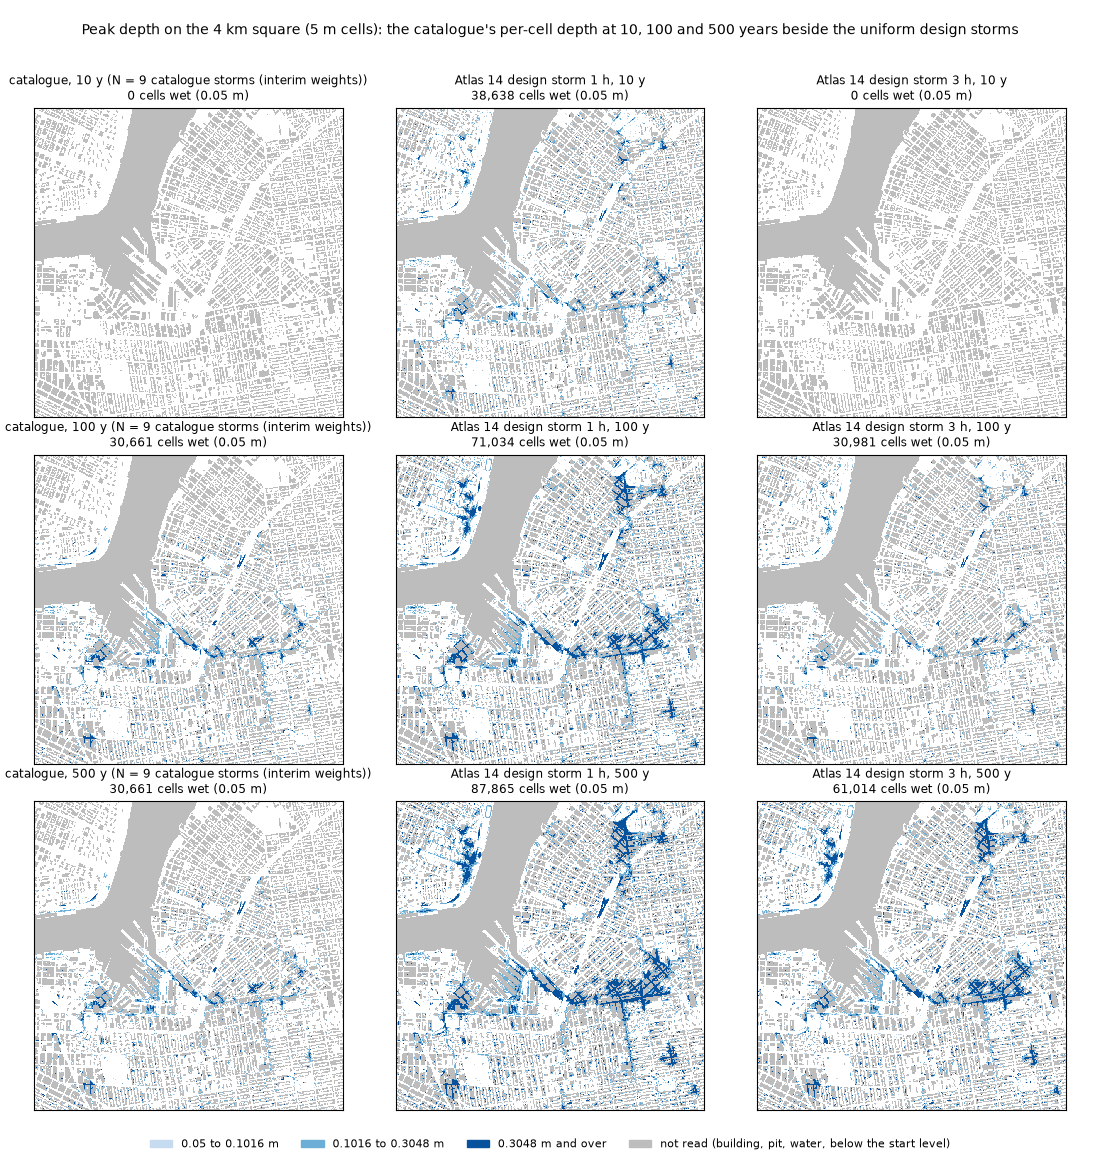 Peak depth on the 4 km square (5 m cells): the catalogue's per-cell depth at 10, 100 and 500 years beside the uniform design storms
catalogue, 10 y (N = 9 catalogue storms (interim weights))
0 cells wet (0.05 m)
Atlas 14 design storm 1 h, 10 y
38,638 cells wet (0.05 m)
Atlas 14 design storm 3 h, 10 y
0 cells wet (0.05 m)
catalogue, 100 y (N = 9 catalogue storms (interim weights))
30,661 cells wet (0.05 m)
Atlas 14 design storm 1 h, 100 y
71,034 cells wet (0.05 m)
Atlas 14 design storm 3 h, 100 y
30,981 cells wet (0.05 m)
catalogue, 500 y (N = 9 catalogue storms (interim weights))
30,661 cells wet (0.05 m)
Atlas 14 design storm 1 h, 500 y
87,865 cells wet (0.05 m)
Atlas 14 design storm 3 h, 500 y
61,014 cells wet (0.05 m)
0.05 to 0.1016 m
0.1016 to 0.3048 m
0.3048 m and over
not read (building, pit, water, below the start level)